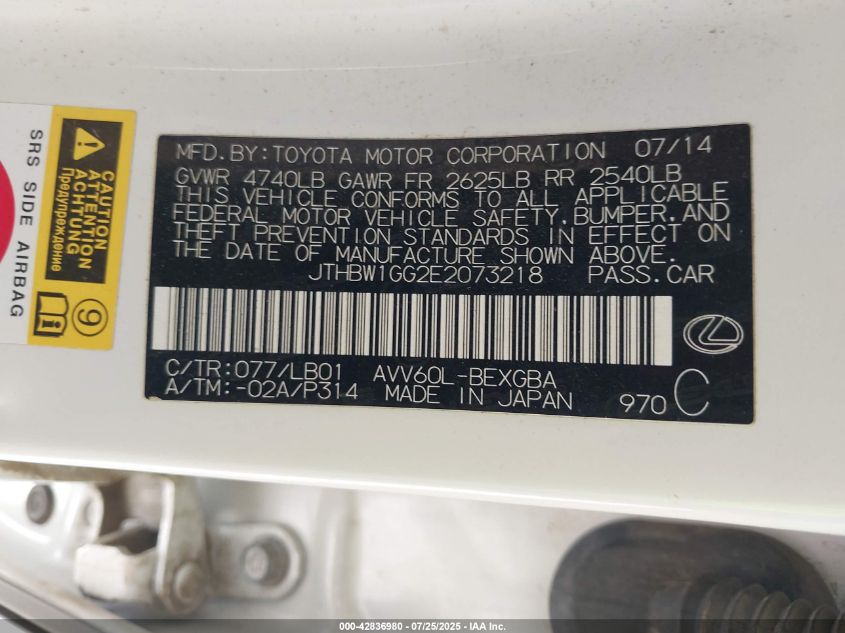 MFD.BY:TOYOTA MOTOR CORPORATION 07/14
GVWR 4740LB GAWR FR 2625LB RR 2540LB
THIS VEHICLE CONFORMS TO ALL APPLICABLE
FEDERAL MOTOR VEHICLE SAFETY,BUMPER,AND
THEFT PREVENTION STANDARDS IN EFFECT ON
THE DATE OF MANUFACTURE SHOWN ABOVE.
JTHBW1GG2E2073218 PASS.CAR
C/TR:077/LB01 AVV60L-BEXGBA
A/TM:-02A/P314 MADE IN JAPAN 970 C
SRS SIDE AIRBAG
CAUTION
ATTENTION
ACHTUNG
Предупреждение
9
000-42836980 - 07/25/2025 - IAA Inc.